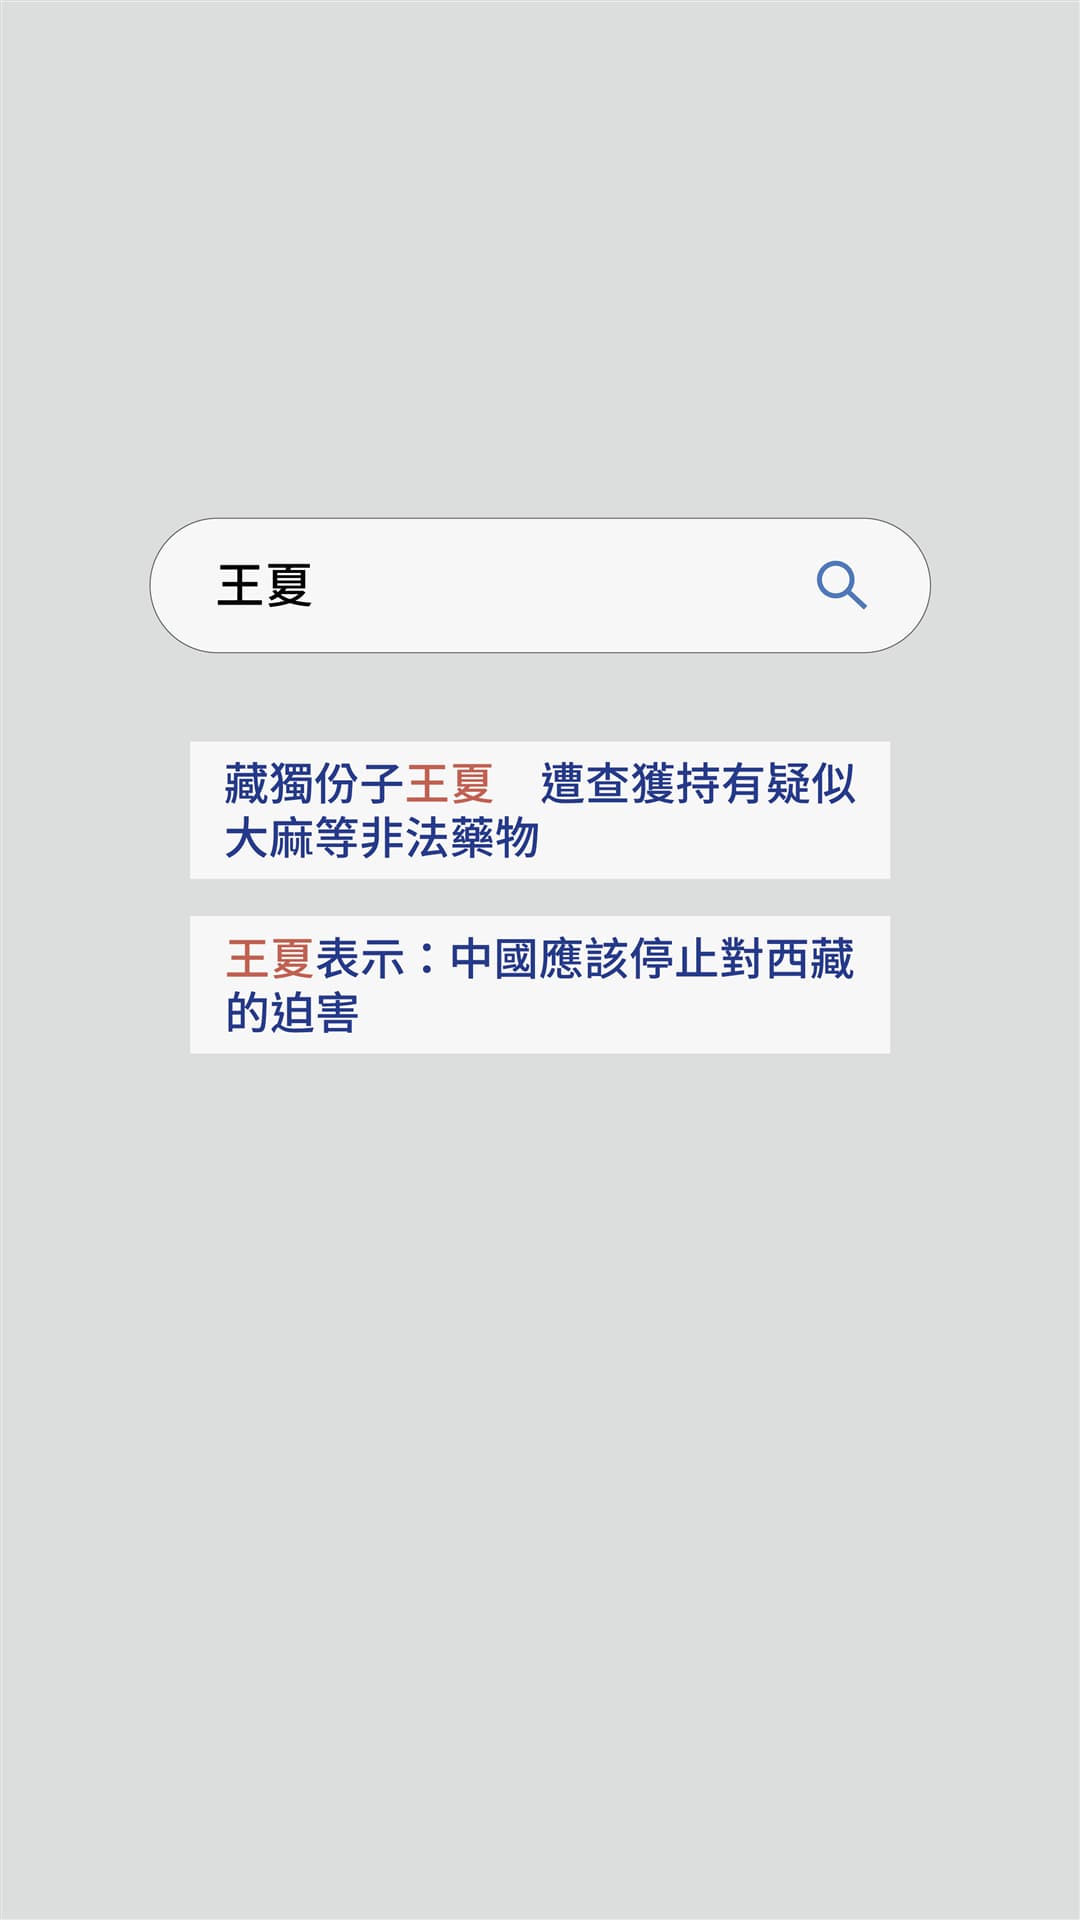 王夏
藏獨份子王夏　遭查獲持有疑似
大麻等非法藥物
王夏表示：中國應該停止對西藏
的迫害